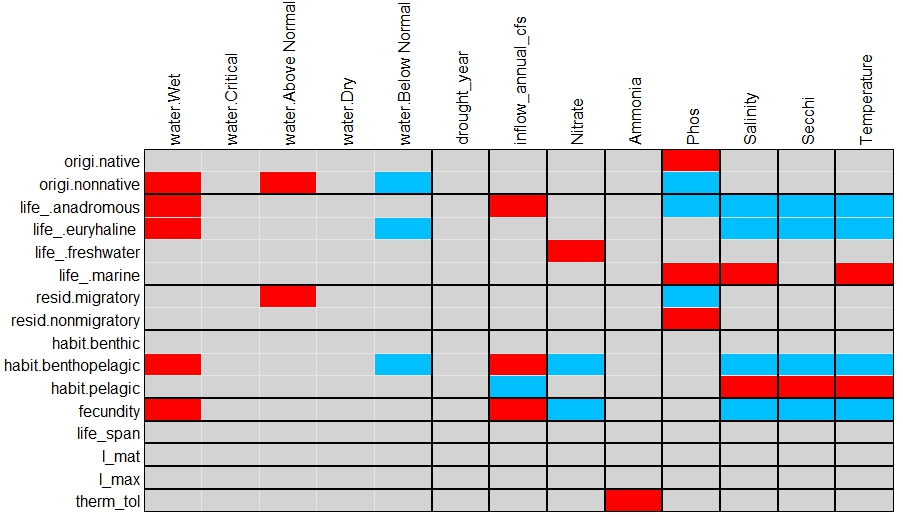 water.Wet
water.Critical
water.Above Normal
water.Dry
water.Below Normal
drought_year
inflow_annual_cfs
Nitrate
Ammonia
Phos
Salinity
Secchi
Temperature
origi.native
origi.nonnative
life_.anadromous
life_.euryhaline
life_.freshwater
life_.marine
resid.migratory
resid.nonmigratory
habit.benthic
habit.benthopelagic
habit.pelagic
fecundity
life_span
l_mat
l_max
therm_tol